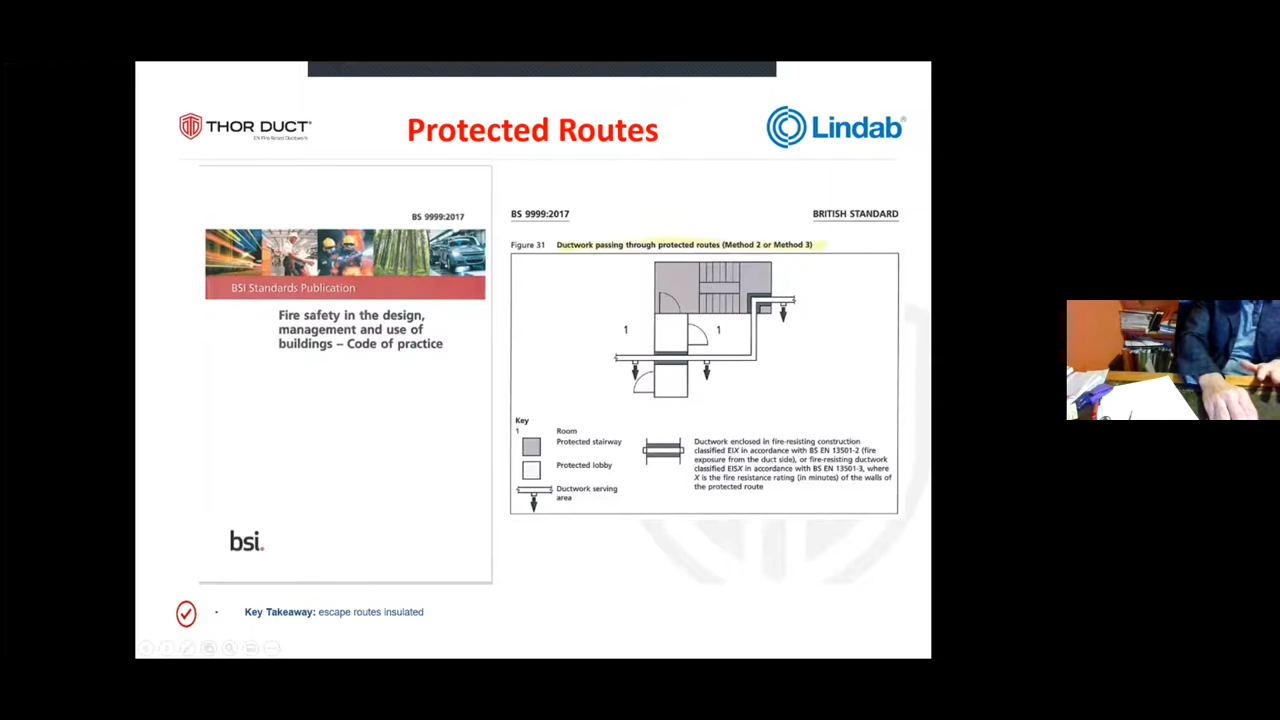 THOR DUCT®
EN Fire Rated Ductwork
Protected Routes
Lindab®
BS 9999:2017
BSI Standards Publication
Fire safety in the design,
management and use of
buildings – Code of practice
bsi.
BS 9999:2017
BRITISH STANDARD
Figure 31 Ductwork passing through protected routes (Method 2 or Method 3)
1
1
Key
1 Room
Protected stairway
Protected lobby
Ductwork serving
area
Ductwork enclosed in fire-resisting construction
classified EIX in accordance with BS EN 13501-2 (fire
exposure from the duct side), or fire-resisting ductwork
classified EISX in accordance with BS EN 13501-3, where
X is the fire resistance rating (in minutes) of the walls of
the protected route
• Key Takeaway: escape routes insulated